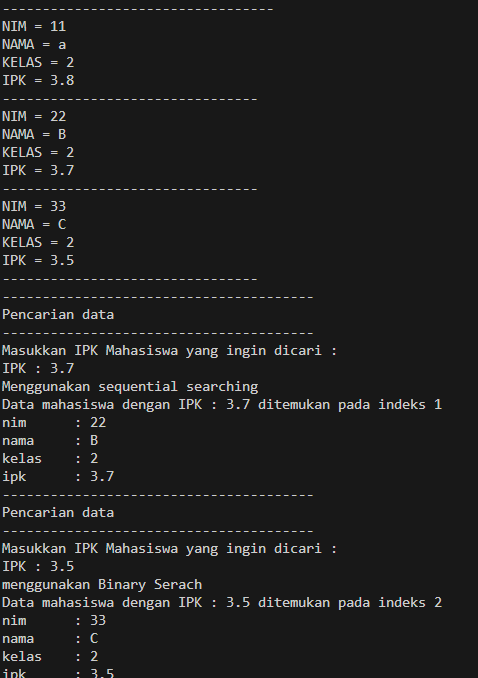 ----------------------------------
NIM = 11
NAMA = a
KELAS = 2
IPK = 3.8
--------------------------------
NIM = 22
NAMA = B
KELAS = 2
IPK = 3.7
--------------------------------
NIM = 33
NAMA = C
KELAS = 2
IPK = 3.5
--------------------------------
---------------------------------------
Pencarian data
---------------------------------------
Masukkan IPK Mahasiswa yang ingin dicari :
IPK : 3.7
Menggunakan sequential searching
Data mahasiswa dengan IPK : 3.7 ditemukan pada indeks 1
nim      : 22
nama     : B
kelas    : 2
ipk      : 3.7
---------------------------------------
Pencarian data
---------------------------------------
Masukkan IPK Mahasiswa yang ingin dicari :
IPK : 3.5
menggunakan Binary Serach
Data mahasiswa dengan IPK : 3.5 ditemukan pada indeks 2
nim      : 33
nama     : C
kelas    : 2
ipk      : 3.5